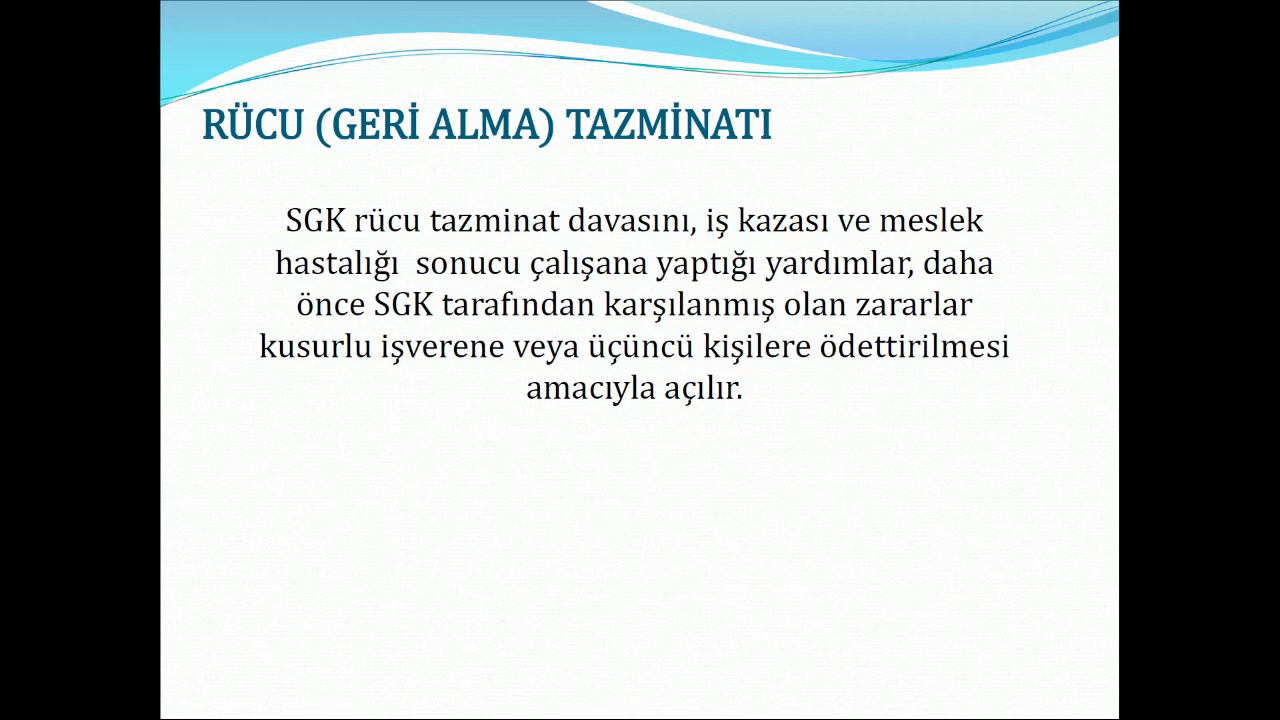 RÜCU (GERİ ALMA) TAZMİNATI
SGK rücu tazminat davasını, iş kazası ve meslek
hastalığı  sonucu çalışana yaptığı yardımlar, daha
önce SGK tarafından karşılanmış olan zararlar
kusurlu işverene veya üçüncü kişilere ödettirilmesi
amacıyla açılır.